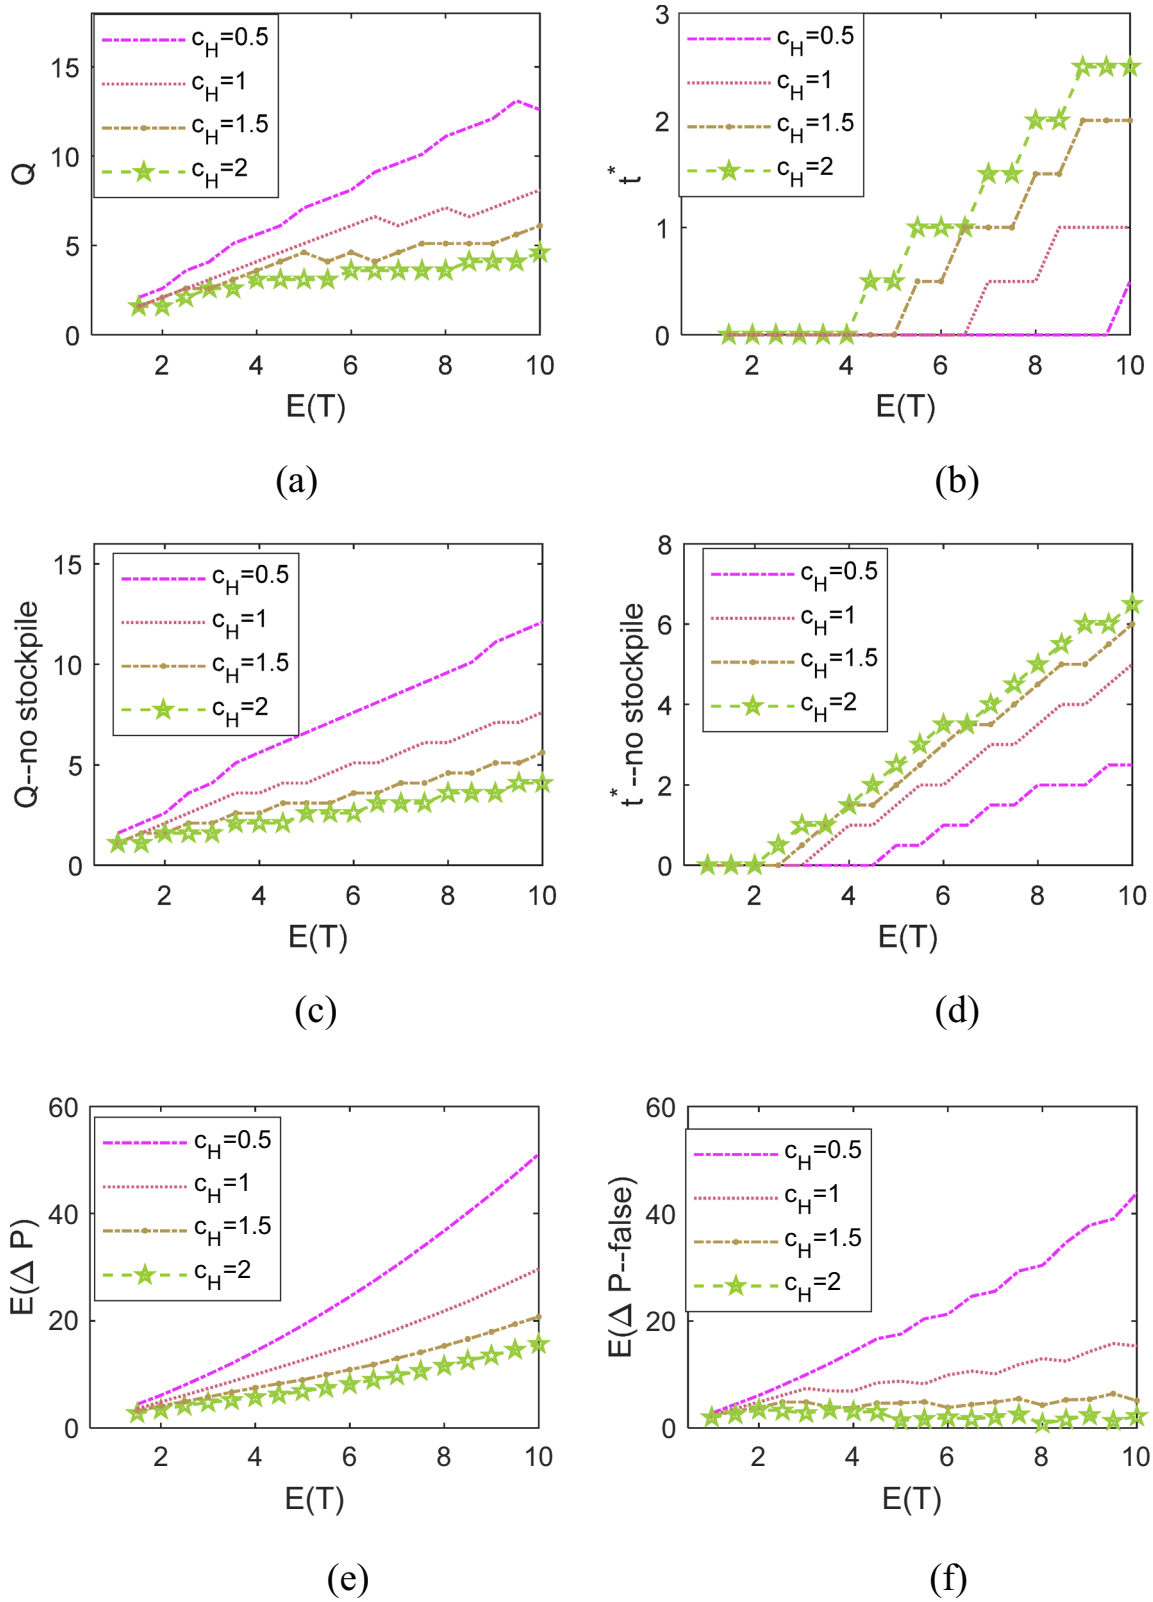 Q
15
10
5
0
2 4 6 8 10
E(T)
c_H=0.5
c_H=1
c_H=1.5
c_H=2
(a)
t*
3
2
1
0
2 4 6 8 10
E(T)
c_H=0.5
c_H=1
c_H=1.5
c_H=2
(b)
Q--no stockpile
15
10
5
0
2 4 6 8 10
E(T)
c_H=0.5
c_H=1
c_H=1.5
c_H=2
(c)
t* --no stockpile
8
6
4
2
0
2 4 6 8 10
E(T)
c_H=0.5
c_H=1
c_H=1.5
c_H=2
(d)
E(Δ P)
60
40
20
0
2 4 6 8 10
E(T)
c_H=0.5
c_H=1
c_H=1.5
c_H=2
(e)
E(Δ P--false)
60
40
20
0
2 4 6 8 10
E(T)
c_H=0.5
c_H=1
c_H=1.5
c_H=2
(f)